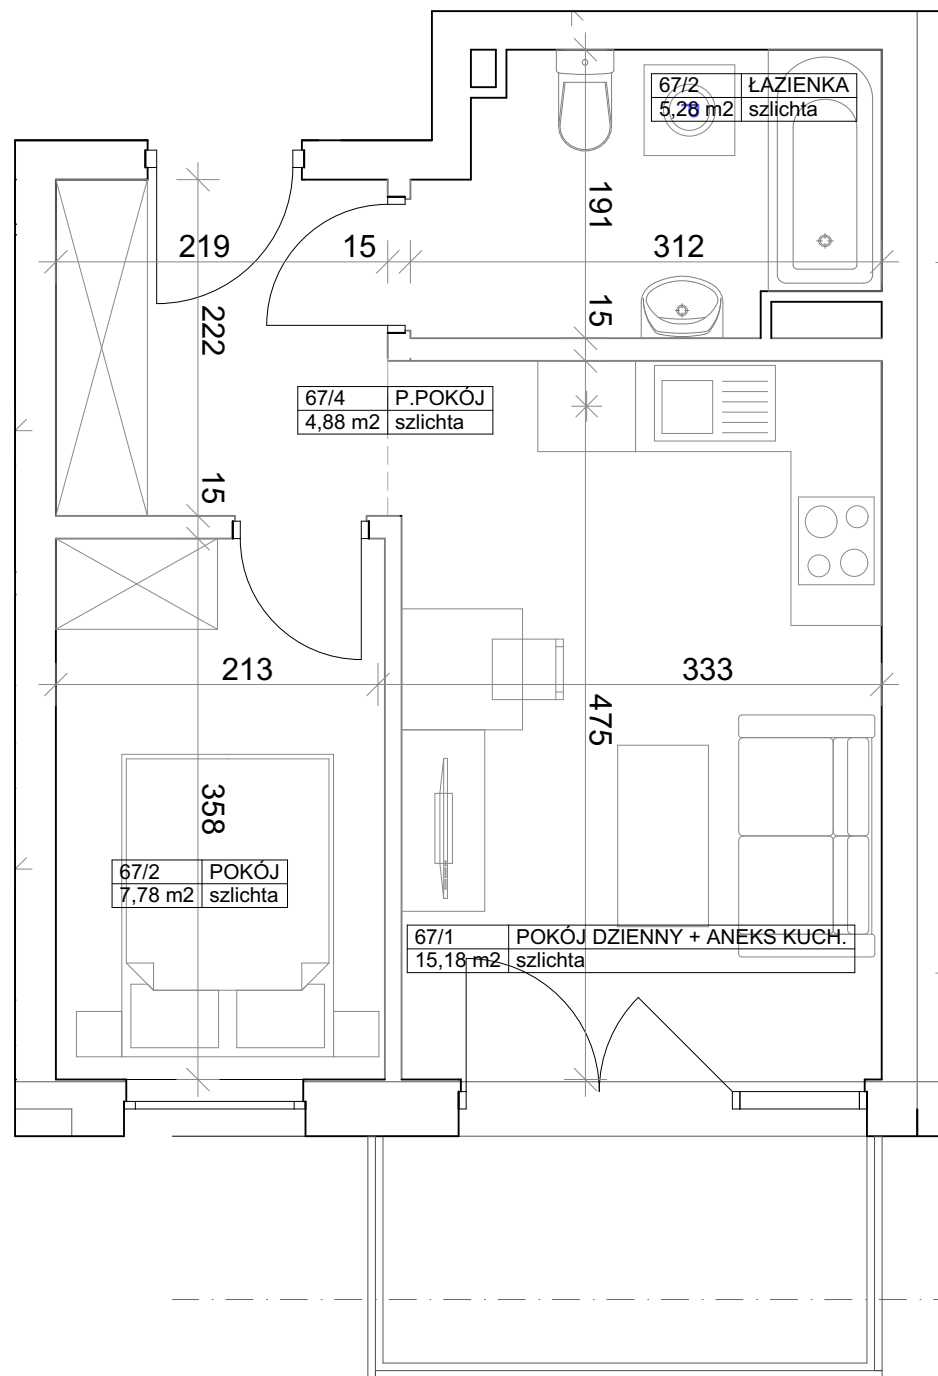 67/2 ŁAZIENKA
5,28 m2 szlichta
191
219 15 312
222
15
67/4 P.POKÓJ
4,88 m2 szlichta
15
213 333
475
358
67/2 POKÓJ
7,78 m2 szlichta
67/1 POKÓJ DZIENNY + ANEKS KUCH.
15,18 m2 szlichta